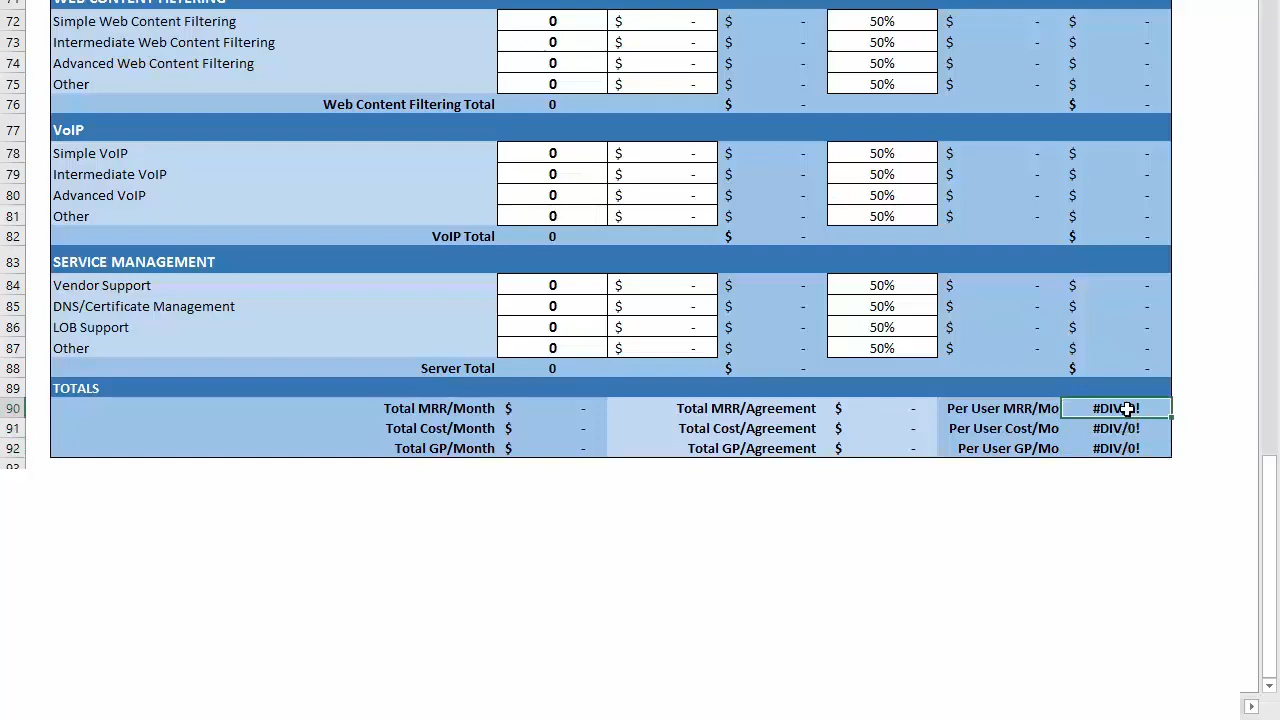 71 WEB CONTENT FILTERING
72 Simple Web Content Filtering 0 $ - $ - 50% $ - $ -
73 Intermediate Web Content Filtering 0 $ - $ - 50% $ - $ -
74 Advanced Web Content Filtering 0 $ - $ - 50% $ - $ -
75 Other 0 $ - $ - 50% $ - $ -
76 Web Content Filtering Total 0 $ - $ -
77 VoIP
78 Simple VoIP 0 $ - $ - 50% $ - $ -
79 Intermediate VoIP 0 $ - $ - 50% $ - $ -
80 Advanced VoIP 0 $ - $ - 50% $ - $ -
81 Other 0 $ - $ - 50% $ - $ -
82 VoIP Total 0 $ - $ -
83 SERVICE MANAGEMENT
84 Vendor Support 0 $ - $ - 50% $ - $ -
85 DNS/Certificate Management 0 $ - $ - 50% $ - $ -
86 LOB Support 0 $ - $ - 50% $ - $ -
87 Other 0 $ - $ - 50% $ - $ -
88 Server Total 0 $ - $ -
89 TOTALS
90 Total MRR/Month $ - Total MRR/Agreement $ - Per User MRR/Mo #DIV/0!
91 Total Cost/Month $ - Total Cost/Agreement $ - Per User Cost/Mo #DIV/0!
92 Total GP/Month $ - Total GP/Agreement $ - Per User GP/Mo #DIV/0!
93